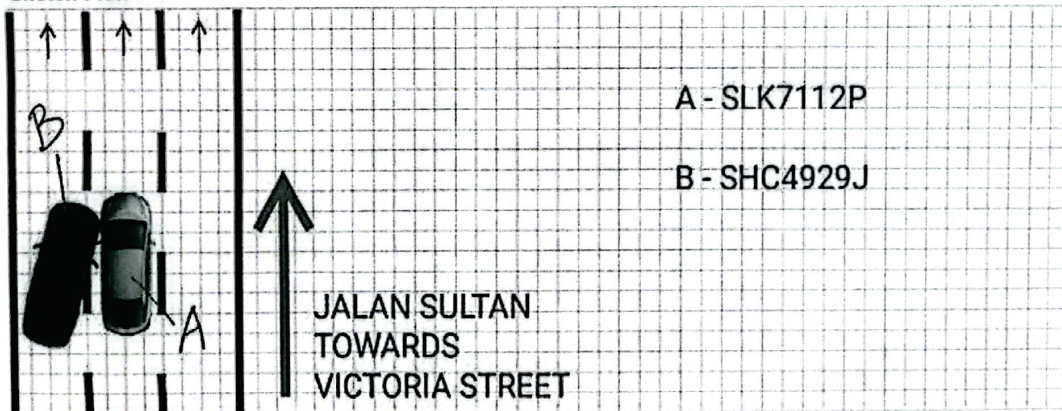 B
A
A - SLK7112P
B - SHC4929J
JALAN SULTAN
TOWARDS
VICTORIA STREET